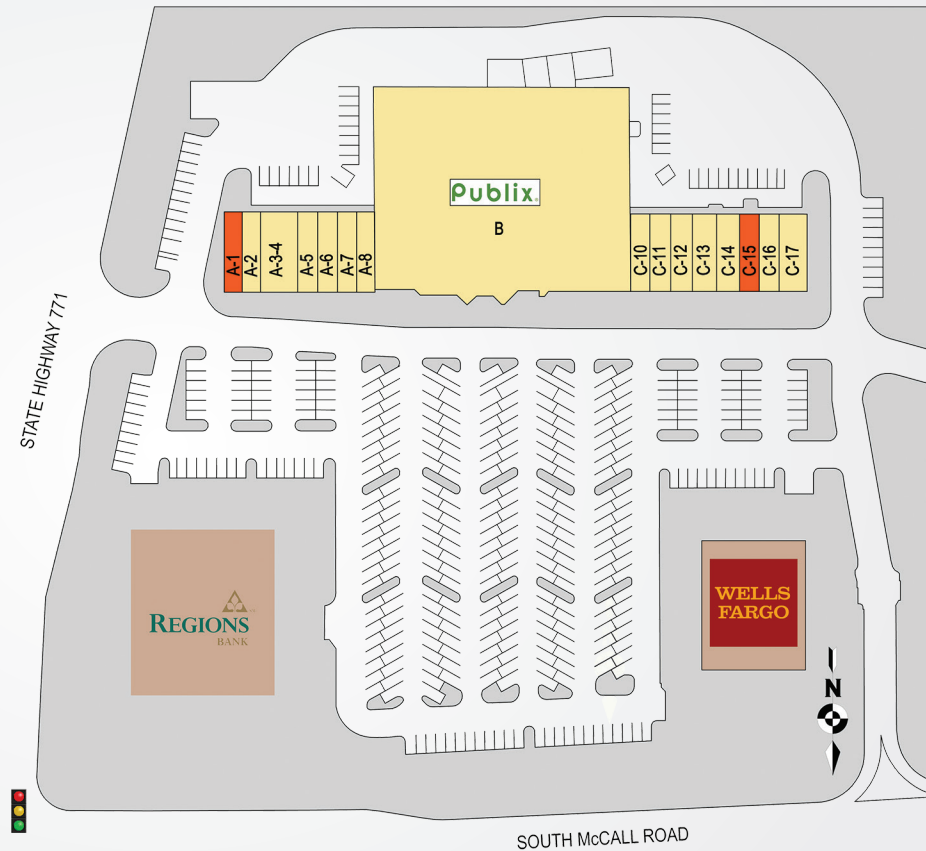 Publix
B
A-1
A-2
A-3-4
A-5
A-6
A-7
A-8
C-10
C-11
C-12
C-13
C-14
C-15
C-16
C-17
STATE HIGHWAY 771
REGIONS
BANK
WELLS
FARGO
N
SOUTH McCALL ROAD